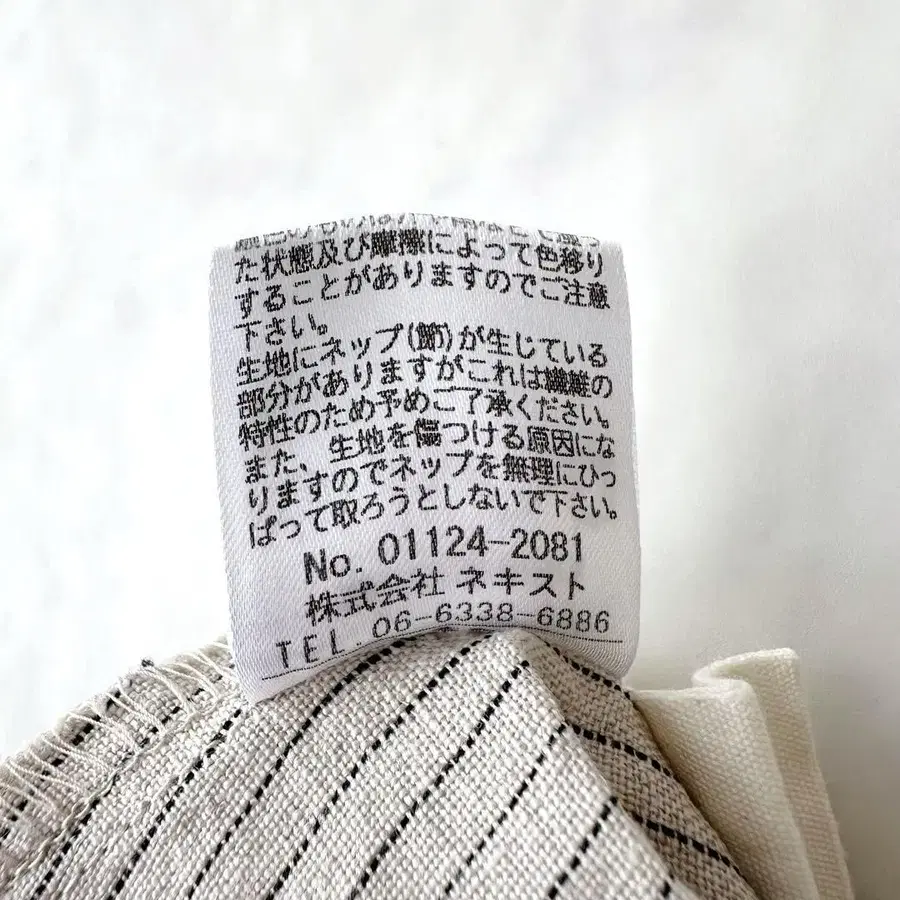 た状態及び摩擦によって色移り
することがありますのでご注意
下さい。
生地にネップ(節)が生じている
部分がありますがこれは繊維の
特性のため予めご了承ください。
また、生地を傷つける原因にな
りますのでネップを無理にひっ
ぱって取ろうとしないで下さい。
No. 01124-2081
株式会社 ネキスト
TEL. 06-6338-6886